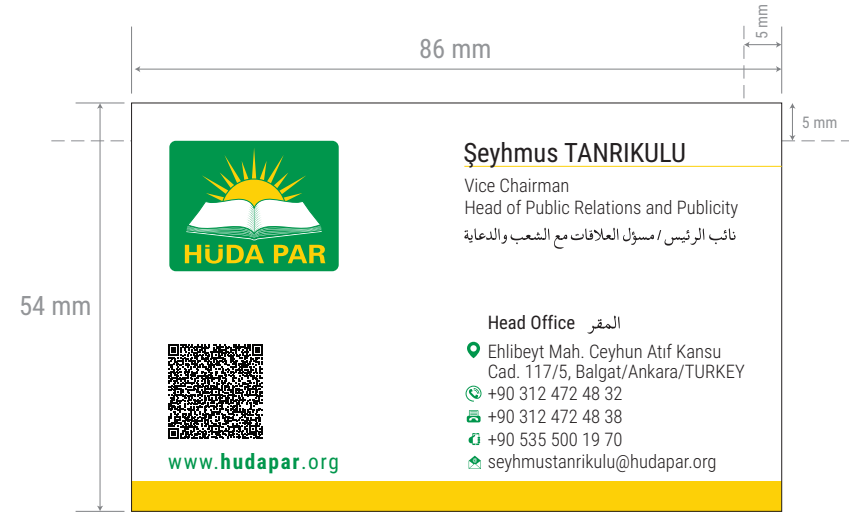 5 mm
86 mm
5 mm
54 mm
HÜDA PAR
Şeyhmus TANRIKULU
Vice Chairman
Head of Public Relations and Publicity
نائب الرئيس / مسؤل العلاقات مع الشعب والدعاية
Head Office المقر
Ehlibeyt Mah. Ceyhun Atıf Kansu
Cad. 117/5, Balgat/Ankara/TURKEY
+90 312 472 48 32
+90 312 472 48 38
+90 535 500 19 70
seyhmustanrikulu@hudapar.org
www.hudapar.org